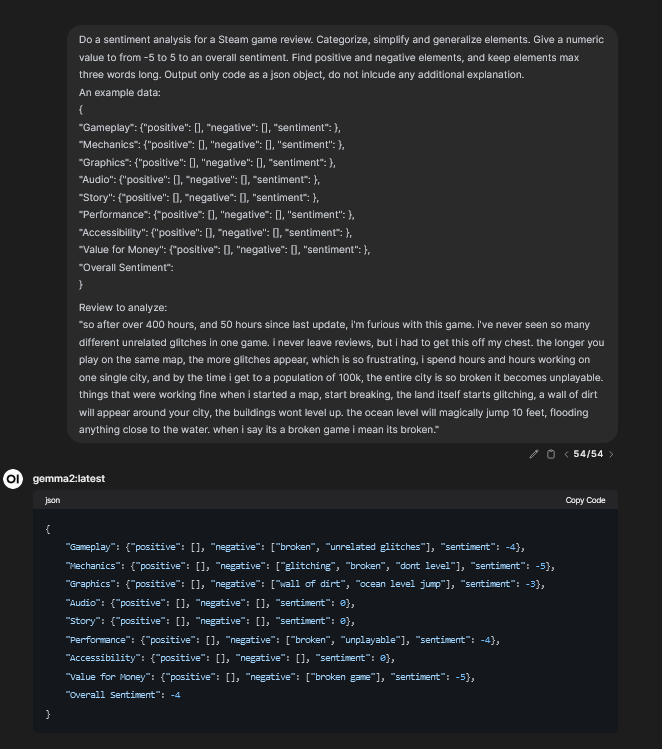 Do a sentiment analysis for a Steam game review. Categorize, simplify and generalize elements. Give a numeric
value to from -5 to 5 to an overall sentiment. Find positive and negative elements, and keep elements max
three words long. Output only code as a json object, do not inlcude any additional explanation.
An example data:
{
"Gameplay": {"positive": [], "negative": [], "sentiment": },
"Mechanics": {"positive": [], "negative": [], "sentiment": },
"Graphics": {"positive": [], "negative": [], "sentiment": },
"Audio": {"positive": [], "negative": [], "sentiment": },
"Story": {"positive": [], "negative": [], "sentiment": },
"Performance": {"positive": [], "negative": [], "sentiment": },
"Accessibility": {"positive": [], "negative": [], "sentiment": },
"Value for Money": {"positive": [], "negative": [], "sentiment": },
"Overall Sentiment":
}
Review to analyze:
"so after over 400 hours, and 50 hours since last update, i'm furious with this game. i've never seen so many
different unrelated glitches in one game. i never leave reviews, but i had to get this off my chest. the longer you
play on the same map, the more glitches appear, which is so frustrating, i spend hours and hours working on
one single city, and by the time i get to a population of 100k, the entire city is so broken it becomes unplayable.
things that were working fine when i started a map, start breaking, the land itself starts glitching, a wall of dirt
will appear around your city, the buildings wont level up. the ocean level will magically jump 10 feet, flooding
anything close to the water. when i say its a broken game i mean its broken."
< 54/54 >
OI gemma2:latest
json Copy Code
{
"Gameplay": {"positive": [], "negative": ["broken", "unrelated glitches"], "sentiment": -4},
"Mechanics": {"positive": [], "negative": ["glitching", "broken", "dont level"], "sentiment": -5},
"Graphics": {"positive": [], "negative": ["wall of dirt", "ocean level jump"], "sentiment": -3},
"Audio": {"positive": [], "negative": [], "sentiment": 0},
"Story": {"positive": [], "negative": [], "sentiment": 0},
"Performance": {"positive": [], "negative": ["broken", "unplayable"], "sentiment": -4},
"Accessibility": {"positive": [], "negative": [], "sentiment": 0},
"Value for Money": {"positive": [], "negative": ["broken game"], "sentiment": -5},
"Overall Sentiment": -4
}